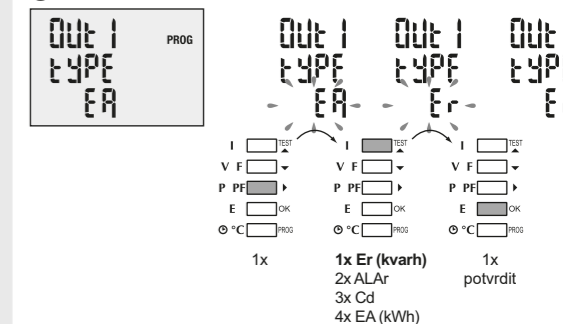 Out 1 PROG
tYPE
EA
Out 1 Out 1 Out
tYPE tYPE tYP
EA Er E
I TEST I TEST I TEST
V F V F V F
P PF P PF P PF
E OK E OK E OK
°C PROG °C PROG °C PROG
1x 1x Er (kvarh) 1x
2x ALAr potvrdit
3x Cd
4x EA (kWh)